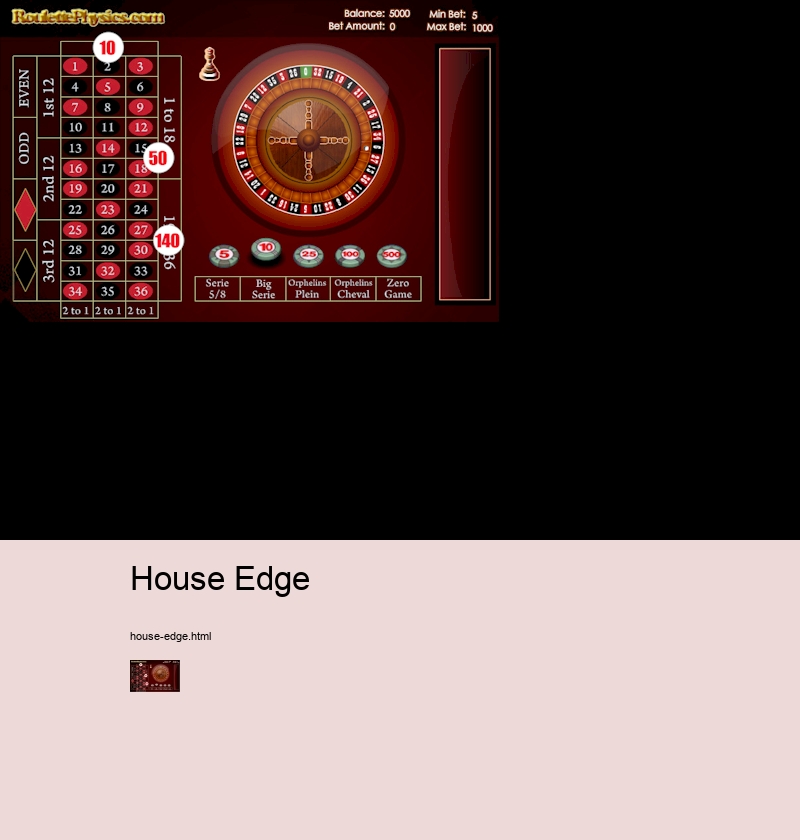 RoulettePhysics.com
Balance: 5000
Min Bet: 5
Bet Amount: 0
Max Bet: 1000
10
1 2 3
EVEN
1st 12
4 5 6
7 8 9
1 to 18
10 11 12
ODD
13 14 15
50
2nd 12
16 17 18
19 20 21
22 23 24
25 26 27
140
3rd 12
28 29 30
31 32 33
34 35 36
2 to 1 2 to 1 2 to 1
5 10 25 100 500
Serie 5/8
Big Serie
Orphelins Plein
Orphelins Cheval
Zero Game
House Edge
house-edge.html